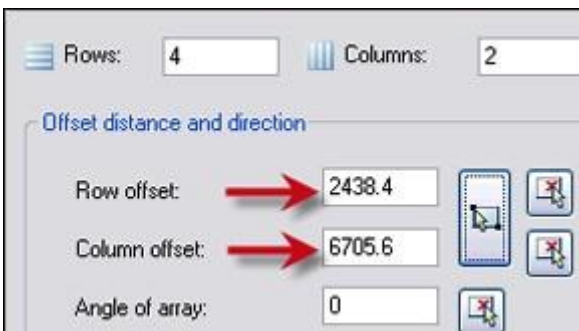 Rows: 4 Columns: 2
Offset distance and direction
Row offset: 2438.4
Column offset: 6705.6
Angle of array: 0